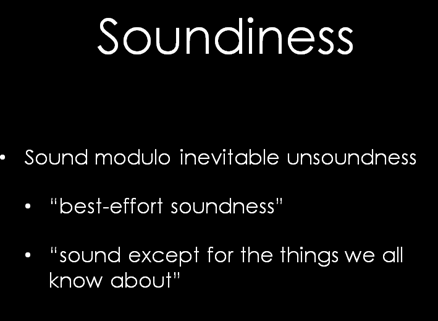 Soundiness
• Sound modulo inevitable unsoundness
• “best-effort soundness”
• “sound except for the things we all
know about”